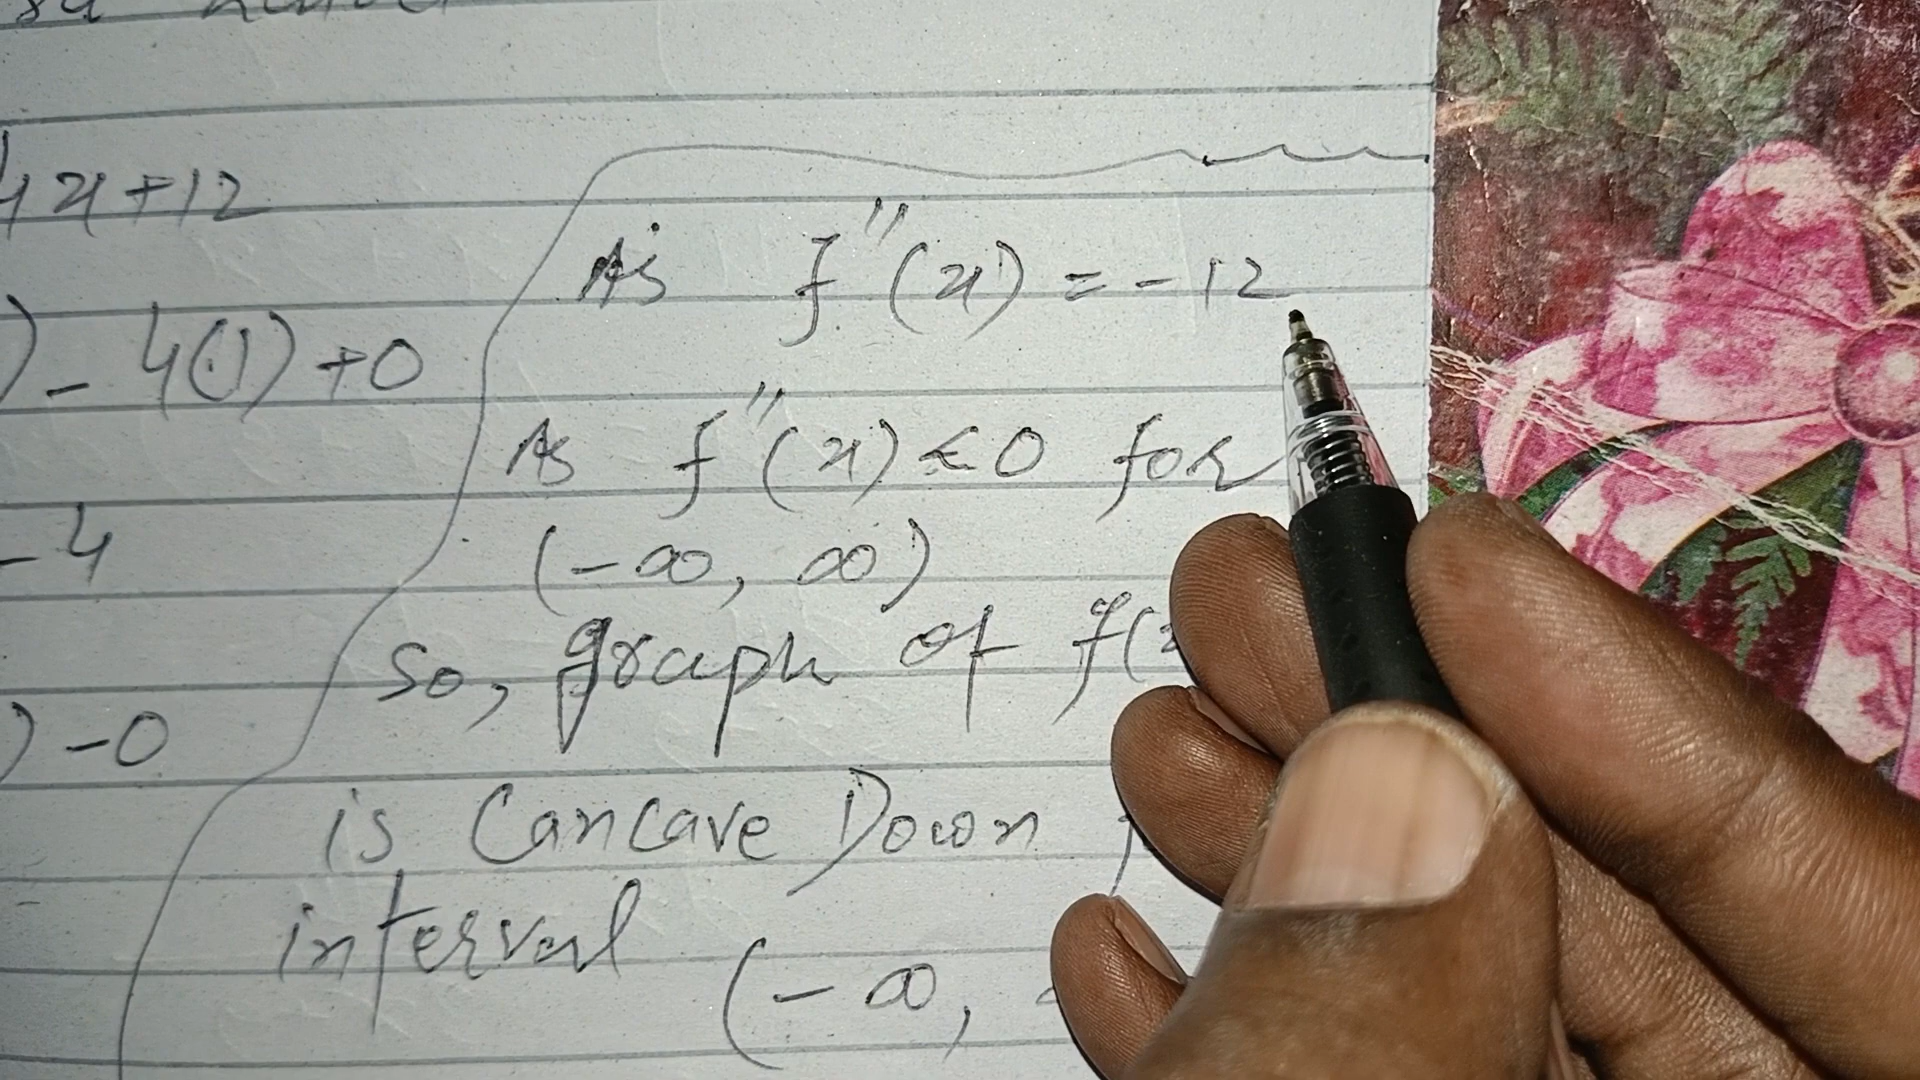 4x+12
) - 4(1) +0
- 4
) -0
As f''(x) = -12
As f''(x) < 0 for
(-∞, ∞)
So, graph of f(
is Concave Down
interval (-∞,